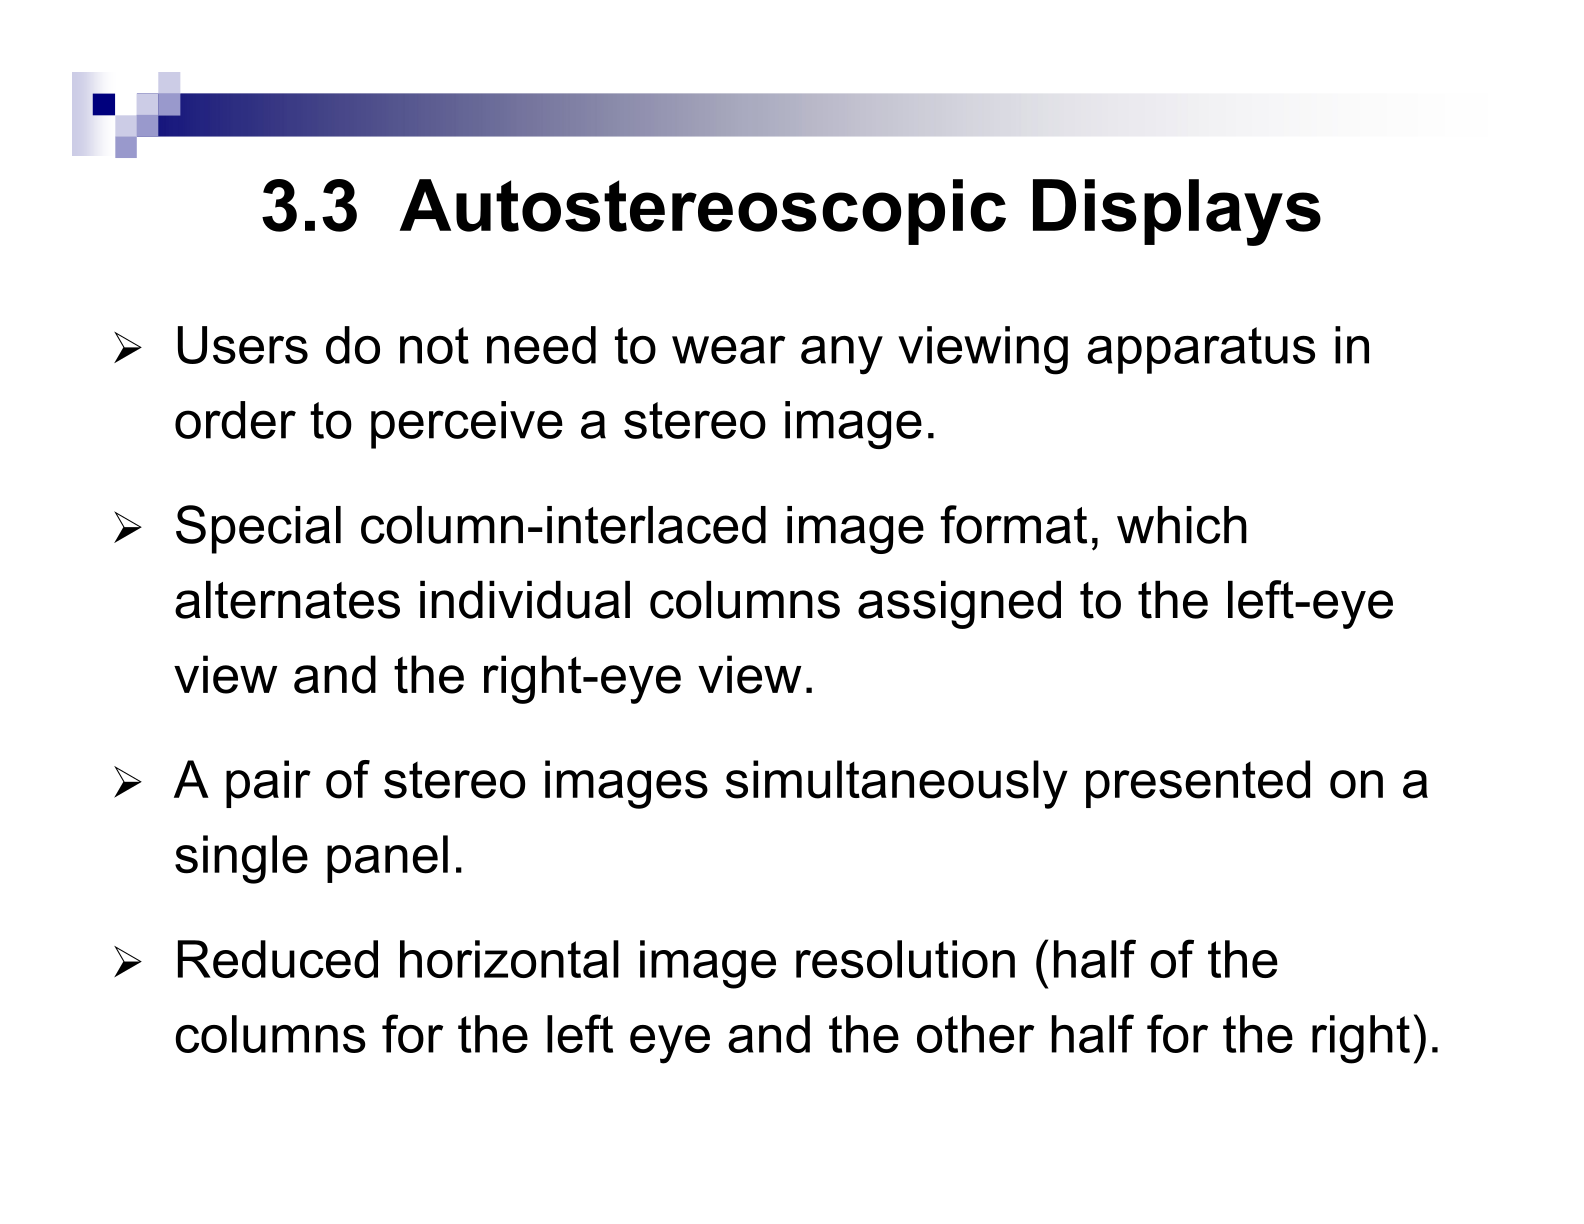 3.3 Autostereoscopic Displays
➢ Users do not need to wear any viewing apparatus in
order to perceive a stereo image.
➢ Special column-interlaced image format, which
alternates individual columns assigned to the left-eye
view and the right-eye view.
➢ A pair of stereo images simultaneously presented on a
single panel.
➢ Reduced horizontal image resolution (half of the
columns for the left eye and the other half for the right).